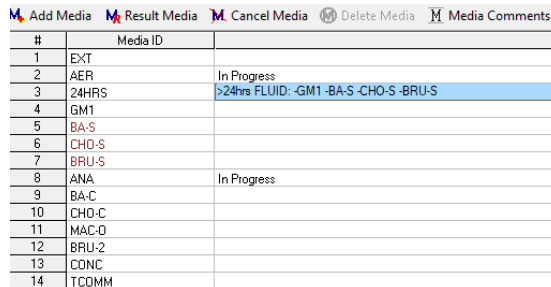 Add Media Result Media Cancel Media Delete Media Media Comments
# Media ID
1 EXT
2 AER In Progress
3 24HRS >24hrs FLUID: -GM1 -BA-S -CHO-S -BRU-S
4 GM1
5 BA-S
6 CHO-S
7 BRU-S
8 ANA In Progress
9 BA-C
10 CHO-C
11 MAC-O
12 BRU-2
13 CONC
14 TCOMM